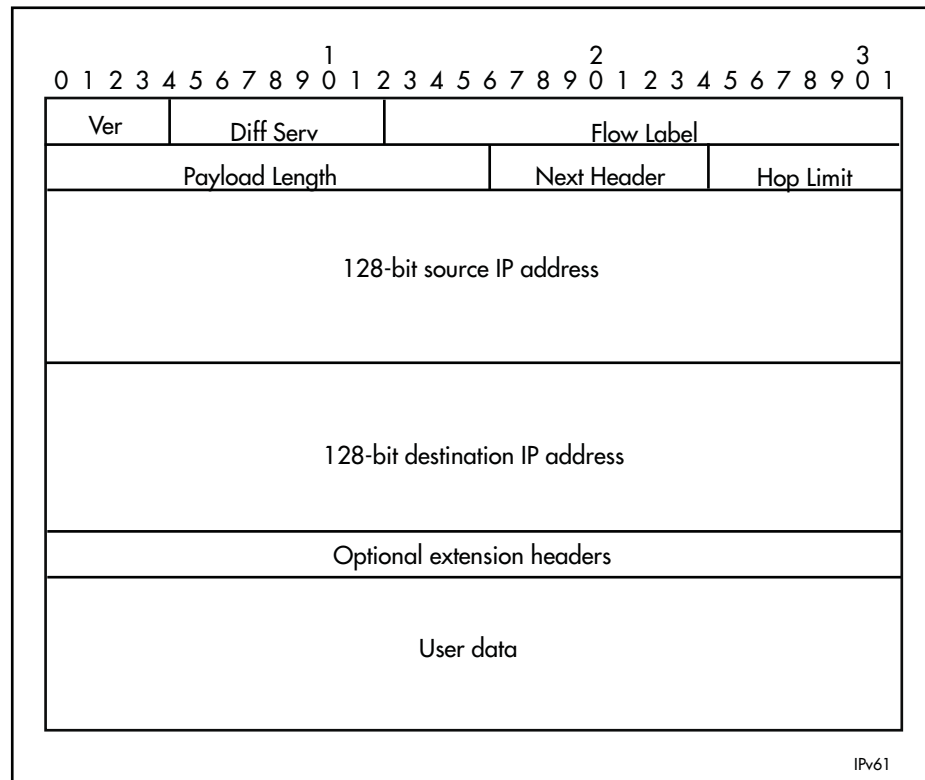 1 2 3
0 1 2 3 4 5 6 7 8 9 0 1 2 3 4 5 6 7 8 9 0 1 2 3 4 5 6 7 8 9 0 1
Ver Diff Serv Flow Label
Payload Length Next Header Hop Limit
128-bit source IP address
128-bit destination IP address
Optional extension headers
User data
IPv61